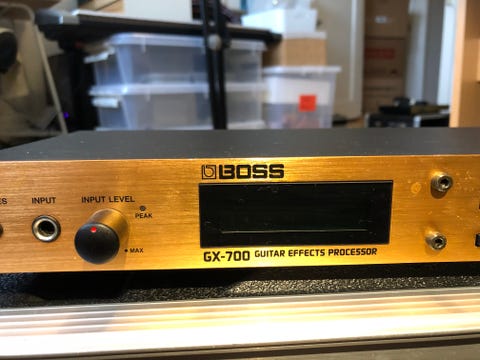 BOSS
ES
INPUT
INPUT LEVEL
PEAK
MAX
GX-700 GUITAR EFFECTS PROCESSOR